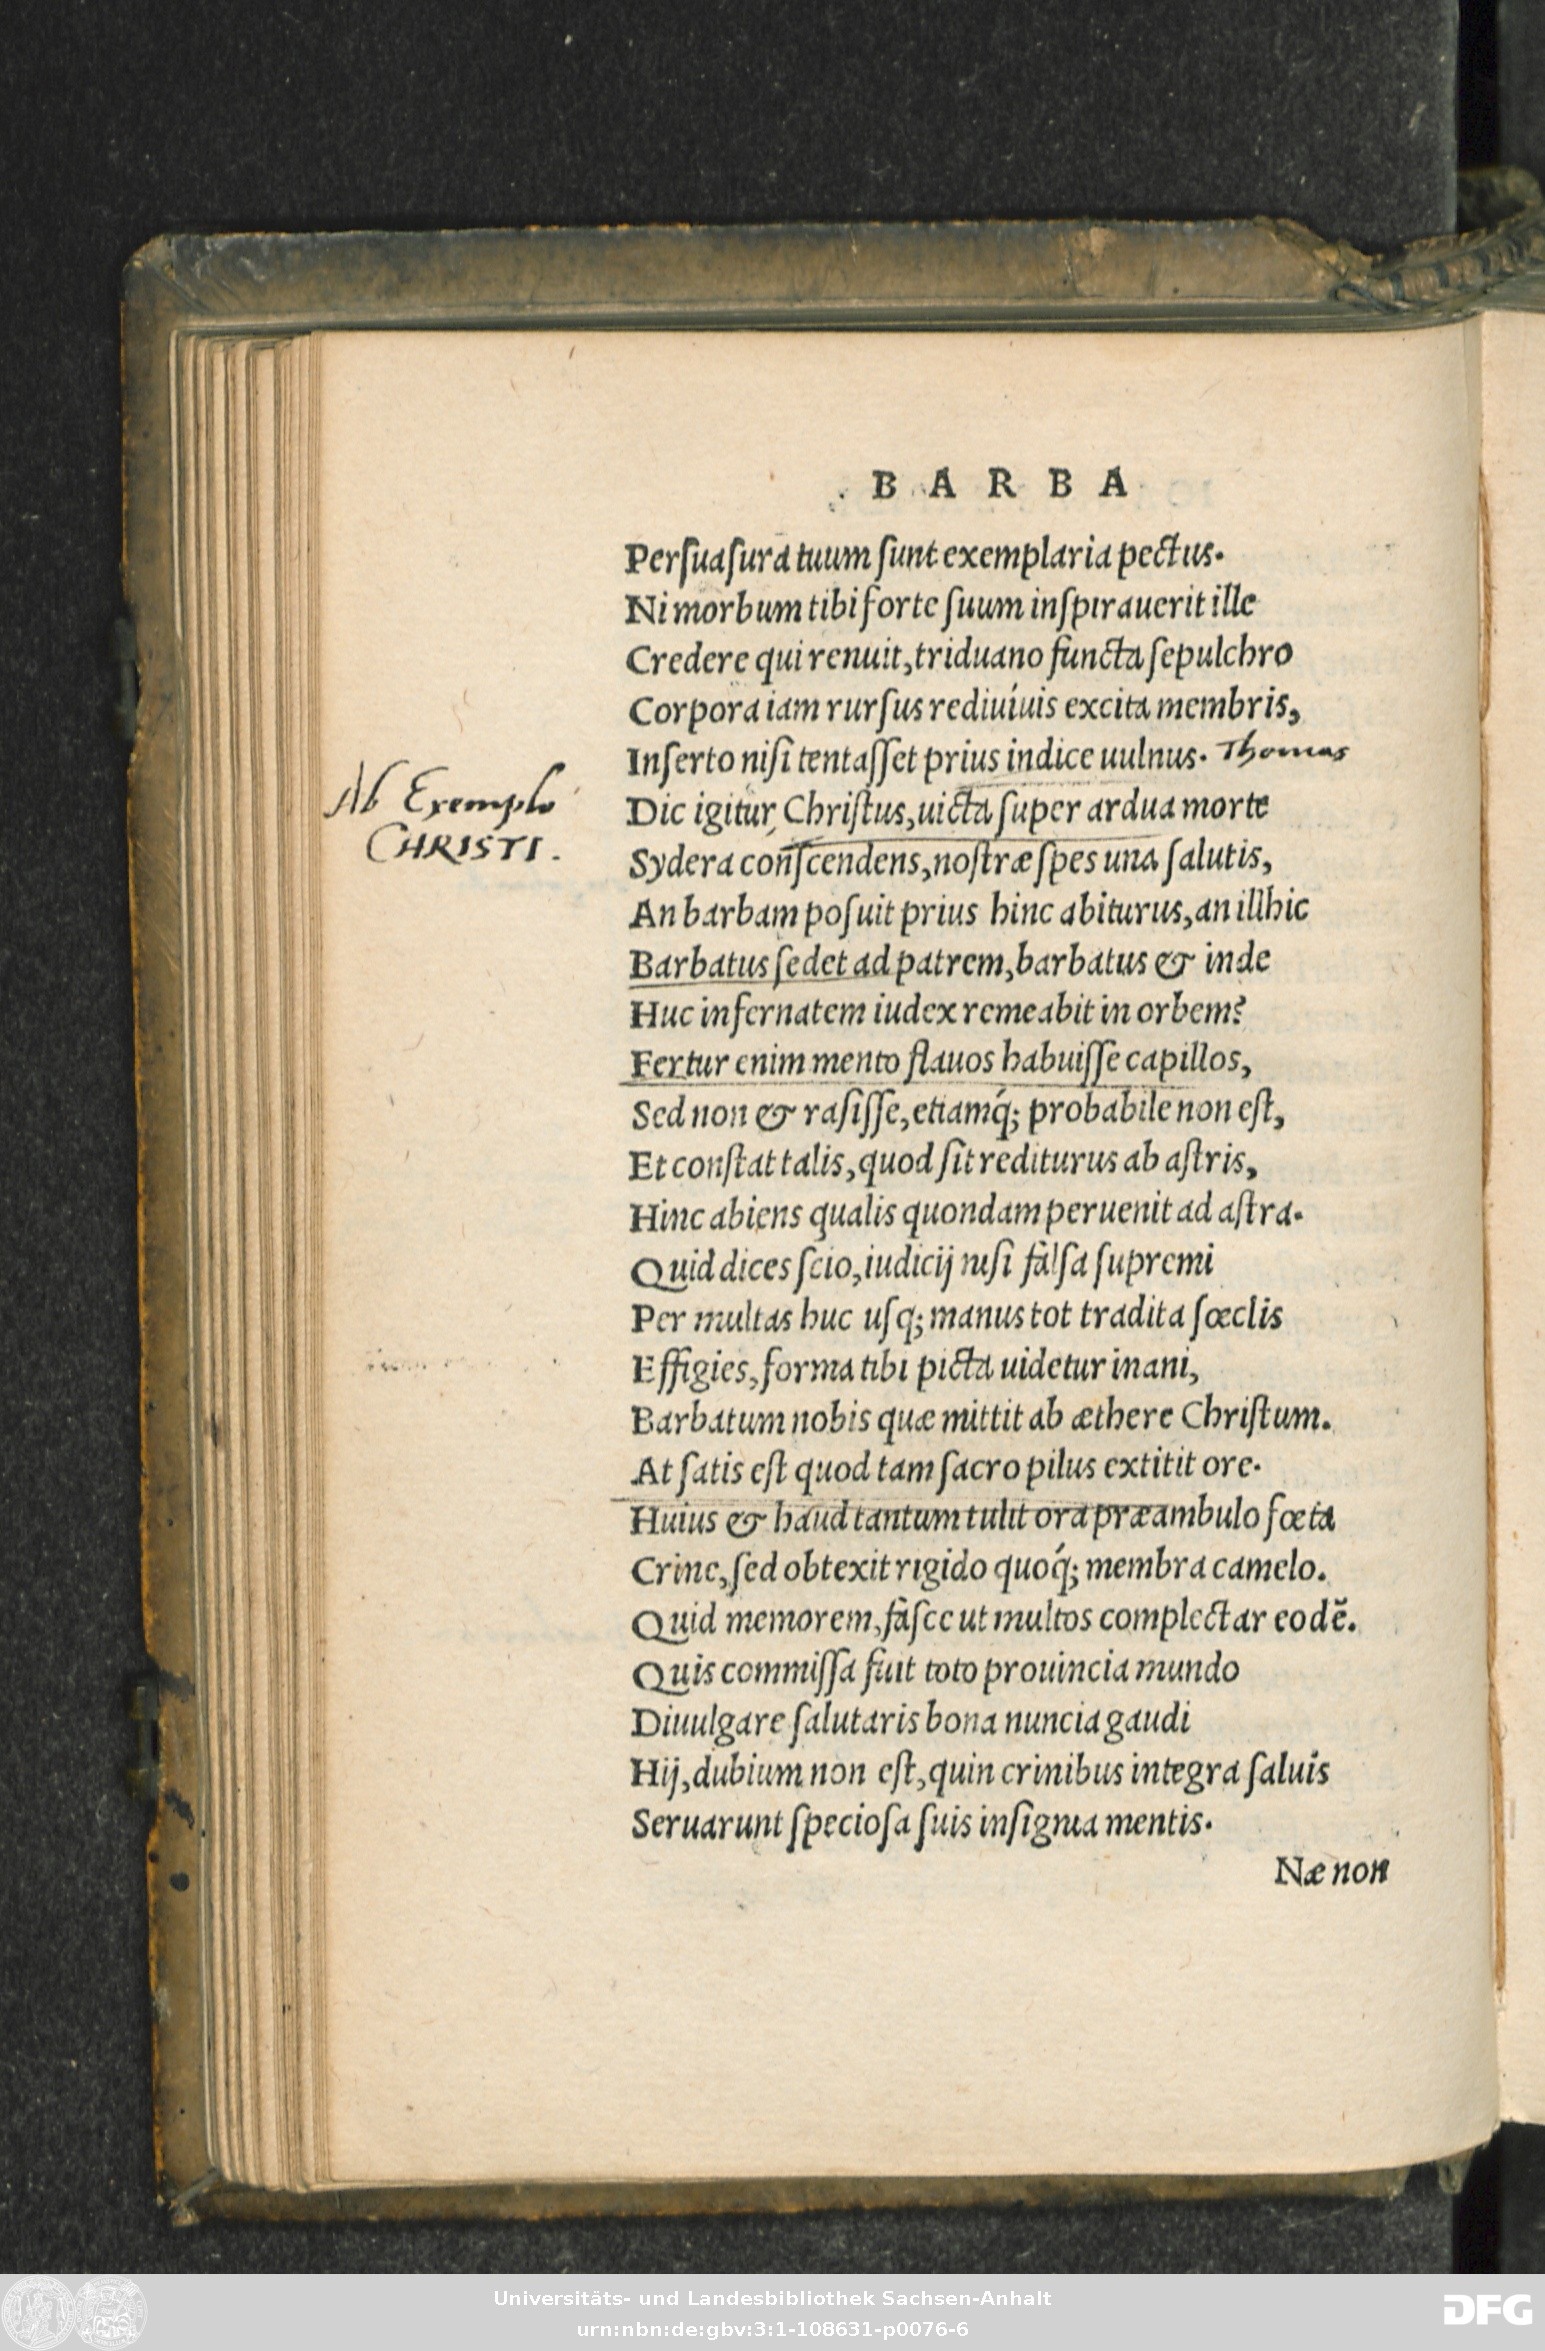 BARBA
Perſuaſura tuum ſunt exemplaria pectus.
Ni morbum tibi forte ſuum inſpirauerit ille
Credere qui renuit, triduano functa ſepulchro
Corpora iam rurſus rediuiuis excita membris,
Inſerto niſi tentaſſet prius indice uulnus. Thomas
Ab Exemplo
CHRISTI.
Dic igitur Chriſtus, uicta ſuper ardua morte
Sydera conſcendens, noſtræ ſpes una ſalutis,
An barbam poſuit prius hinc abiturus, an illhic
Barbatus ſedet ad patrem, barbatus & inde
Huc infernatem iudex remeabit in orbem?
Fertur enim mento flauos habuiſſe capillos,
Sed non & raſiſſe, etiamq́; probabile non eſt,
Et conſtat talis, quod ſit rediturus ab aſtris,
Hinc abiens qualis quondam peruenit ad aſtra.
Quid dices ſcio, iudicij niſi falſa ſupremi
Per multas huc uſq; manus tot tradita ſœclis
Effigies, forma tibi picta uidetur inani,
Barbatum nobis quæ mittit ab æthere Chriſtum.
At ſatis eſt quod tam ſacro pilus extitit ore.
Huius & haud tantum tulit ora præambulo fœta
Crine, ſed obtexit rigido quoq́; membra camelo.
Quid memorem, faſce ut multos complectar eodẽ.
Quis commiſſa fuit toto prouincia mundo
Diuulgare ſalutaris bona nuncia gaudi
Hij, dubium non eſt, quin crinibus integra ſaluis
Seruarunt ſpecioſa ſuis inſignia mentis.
Næ non
Universitäts- und Landesbibliothek Sachsen-Anhalt
urn:nbn:de:gbv:3:1-108631-p0076-6
DFG